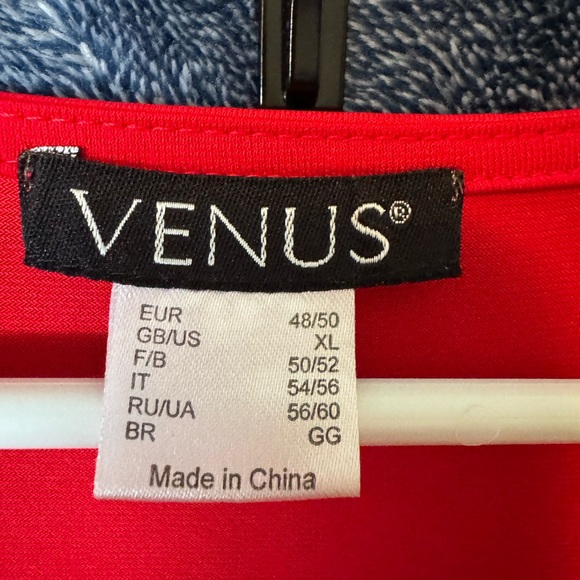 VENUS®
EUR 48/50
GB/US XL
F/B 50/52
IT 54/56
RU/UA 56/60
BR GG
Made in China